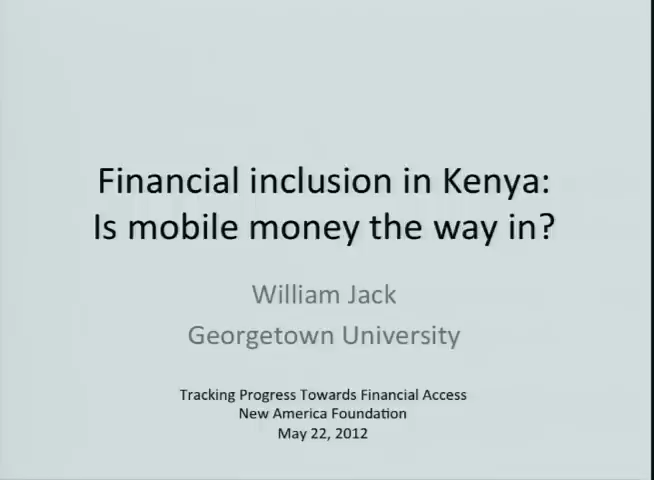 Financial inclusion in Kenya:
Is mobile money the way in?
William Jack
Georgetown University
Tracking Progress Towards Financial Access
New America Foundation
May 22, 2012